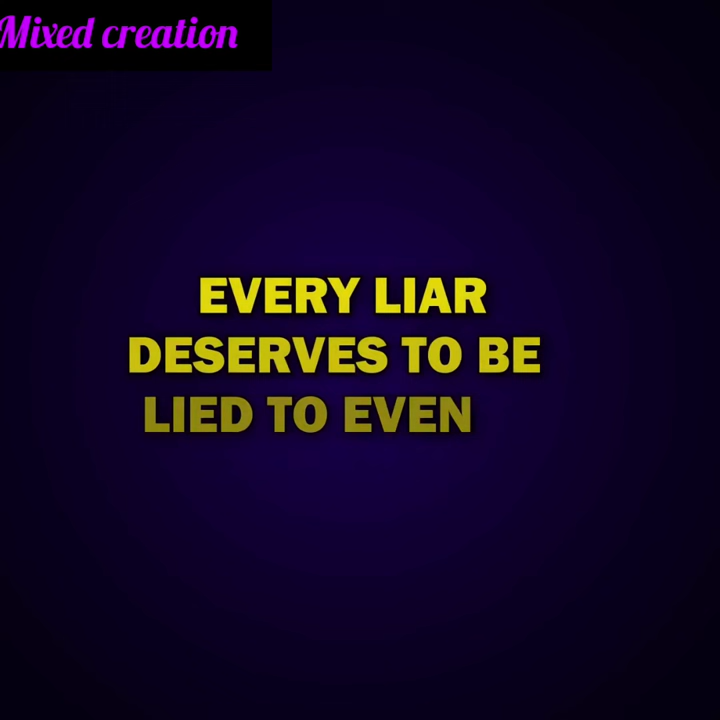 Mixed creation
EVERY LIAR
DESERVES TO BE
LIED TO EVEN